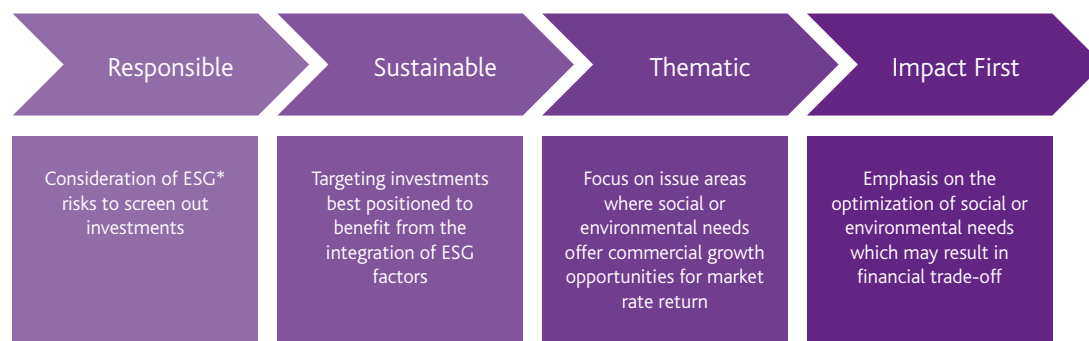 Responsible
Sustainable
Thematic
Impact First
Consideration of ESG*
risks to screen out
investments
Targeting investments
best positioned to
benefit from the
integration of ESG
factors
Focus on issue areas
where social or
environmental needs
offer commercial growth
opportunities for market
rate return
Emphasis on the
optimization of social or
environmental needs
which may result in
financial trade-off